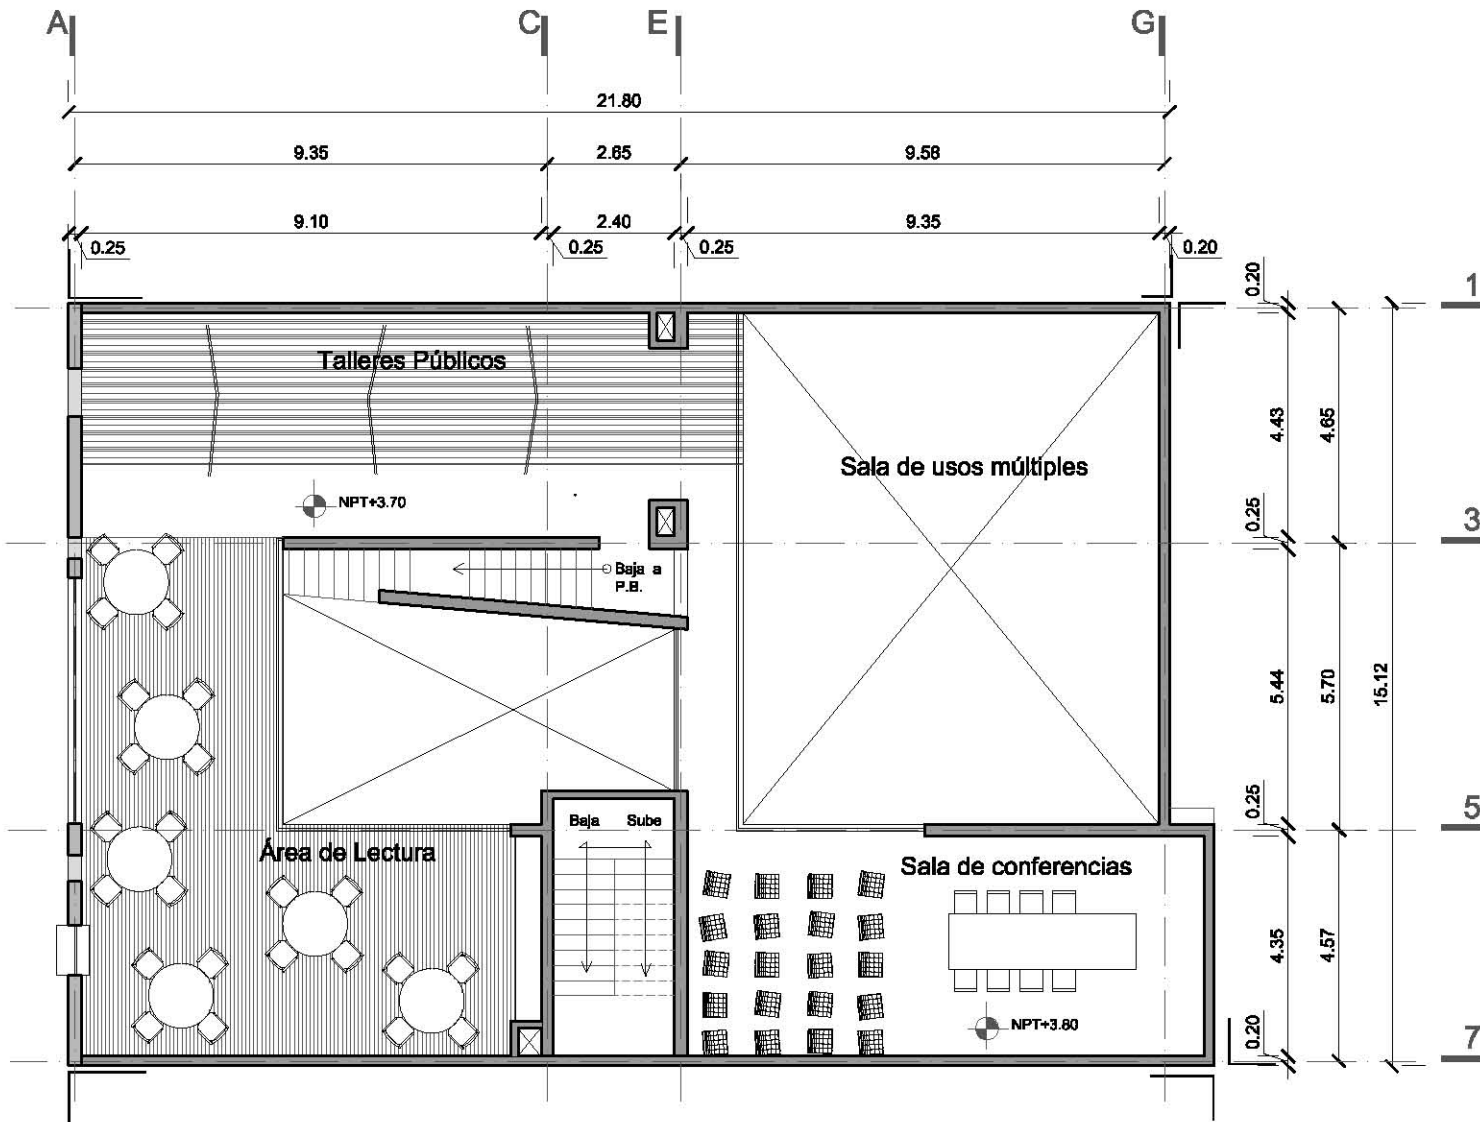 A C E G
21.80
9.35 2.65 9.58
9.10 2.40 9.35
0.25 0.25 0.25 0.20
0.20
1
Talleres Públicos
4.43 4.65
Sala de usos múltiples
NPT+3.70
0.25
3
Baja a
P.B.
5.44 5.70 15.12
0.25
5
Baja Sube
Área de Lectura
Sala de conferencias
4.35 4.57
NPT+3.80
0.20
7